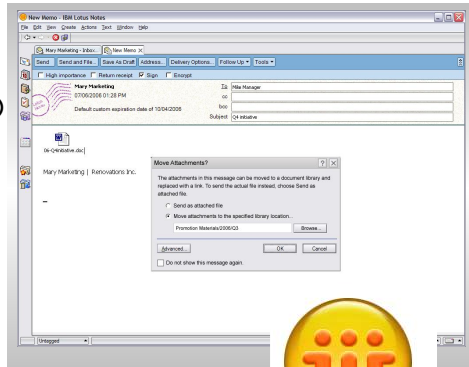 New Memo - IBM Lotus Notes
File Edit View Create Actions Text Window Help
Mary Marketing - Inbox... New Memo
Send Send and File... Save As Draft Address... Delivery Options... Follow Up Tools
High importance Return receipt Sign Encrypt
Mary Marketing
07/06/2006 01:28 PM
Default custom expiration date of 10/04/2006
To Mike Manager
cc
bcc
Subject Q4 Initiative
06-Q4Initiative.doc
Mary Marketing | Renovations Inc.
Move Attachments?
The attachments in this message can be moved to a document library and
replaced with a link. To send the actual file instead, choose Send as
attached file.
Send as attached file
Move attachments to the specified library location...
Promotion Materials/2006/Q3 Browse...
Advanced... OK Cancel
Do not show this message again.
Untagged